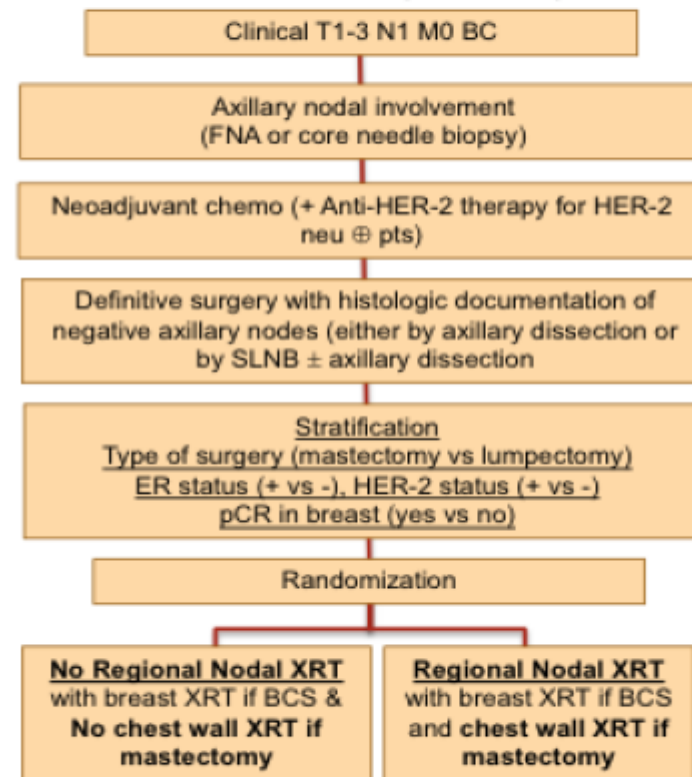 Clinical T1-3 N1 M0 BC
Axillary nodal involvement
(FNA or core needle biopsy)
Neoadjuvant chemo (+ Anti-HER-2 therapy for HER-2
neu ⊕ pts)
Definitive surgery with histologic documentation of
negative axillary nodes (either by axillary dissection or
by SLNB ± axillary dissection
Stratification
Type of surgery (mastectomy vs lumpectomy)
ER status (+ vs -), HER-2 status (+ vs -)
pCR in breast (yes vs no)
Randomization
No Regional Nodal XRT
with breast XRT if BCS &
No chest wall XRT if
mastectomy
Regional Nodal XRT
with breast XRT if BCS
and chest wall XRT if
mastectomy